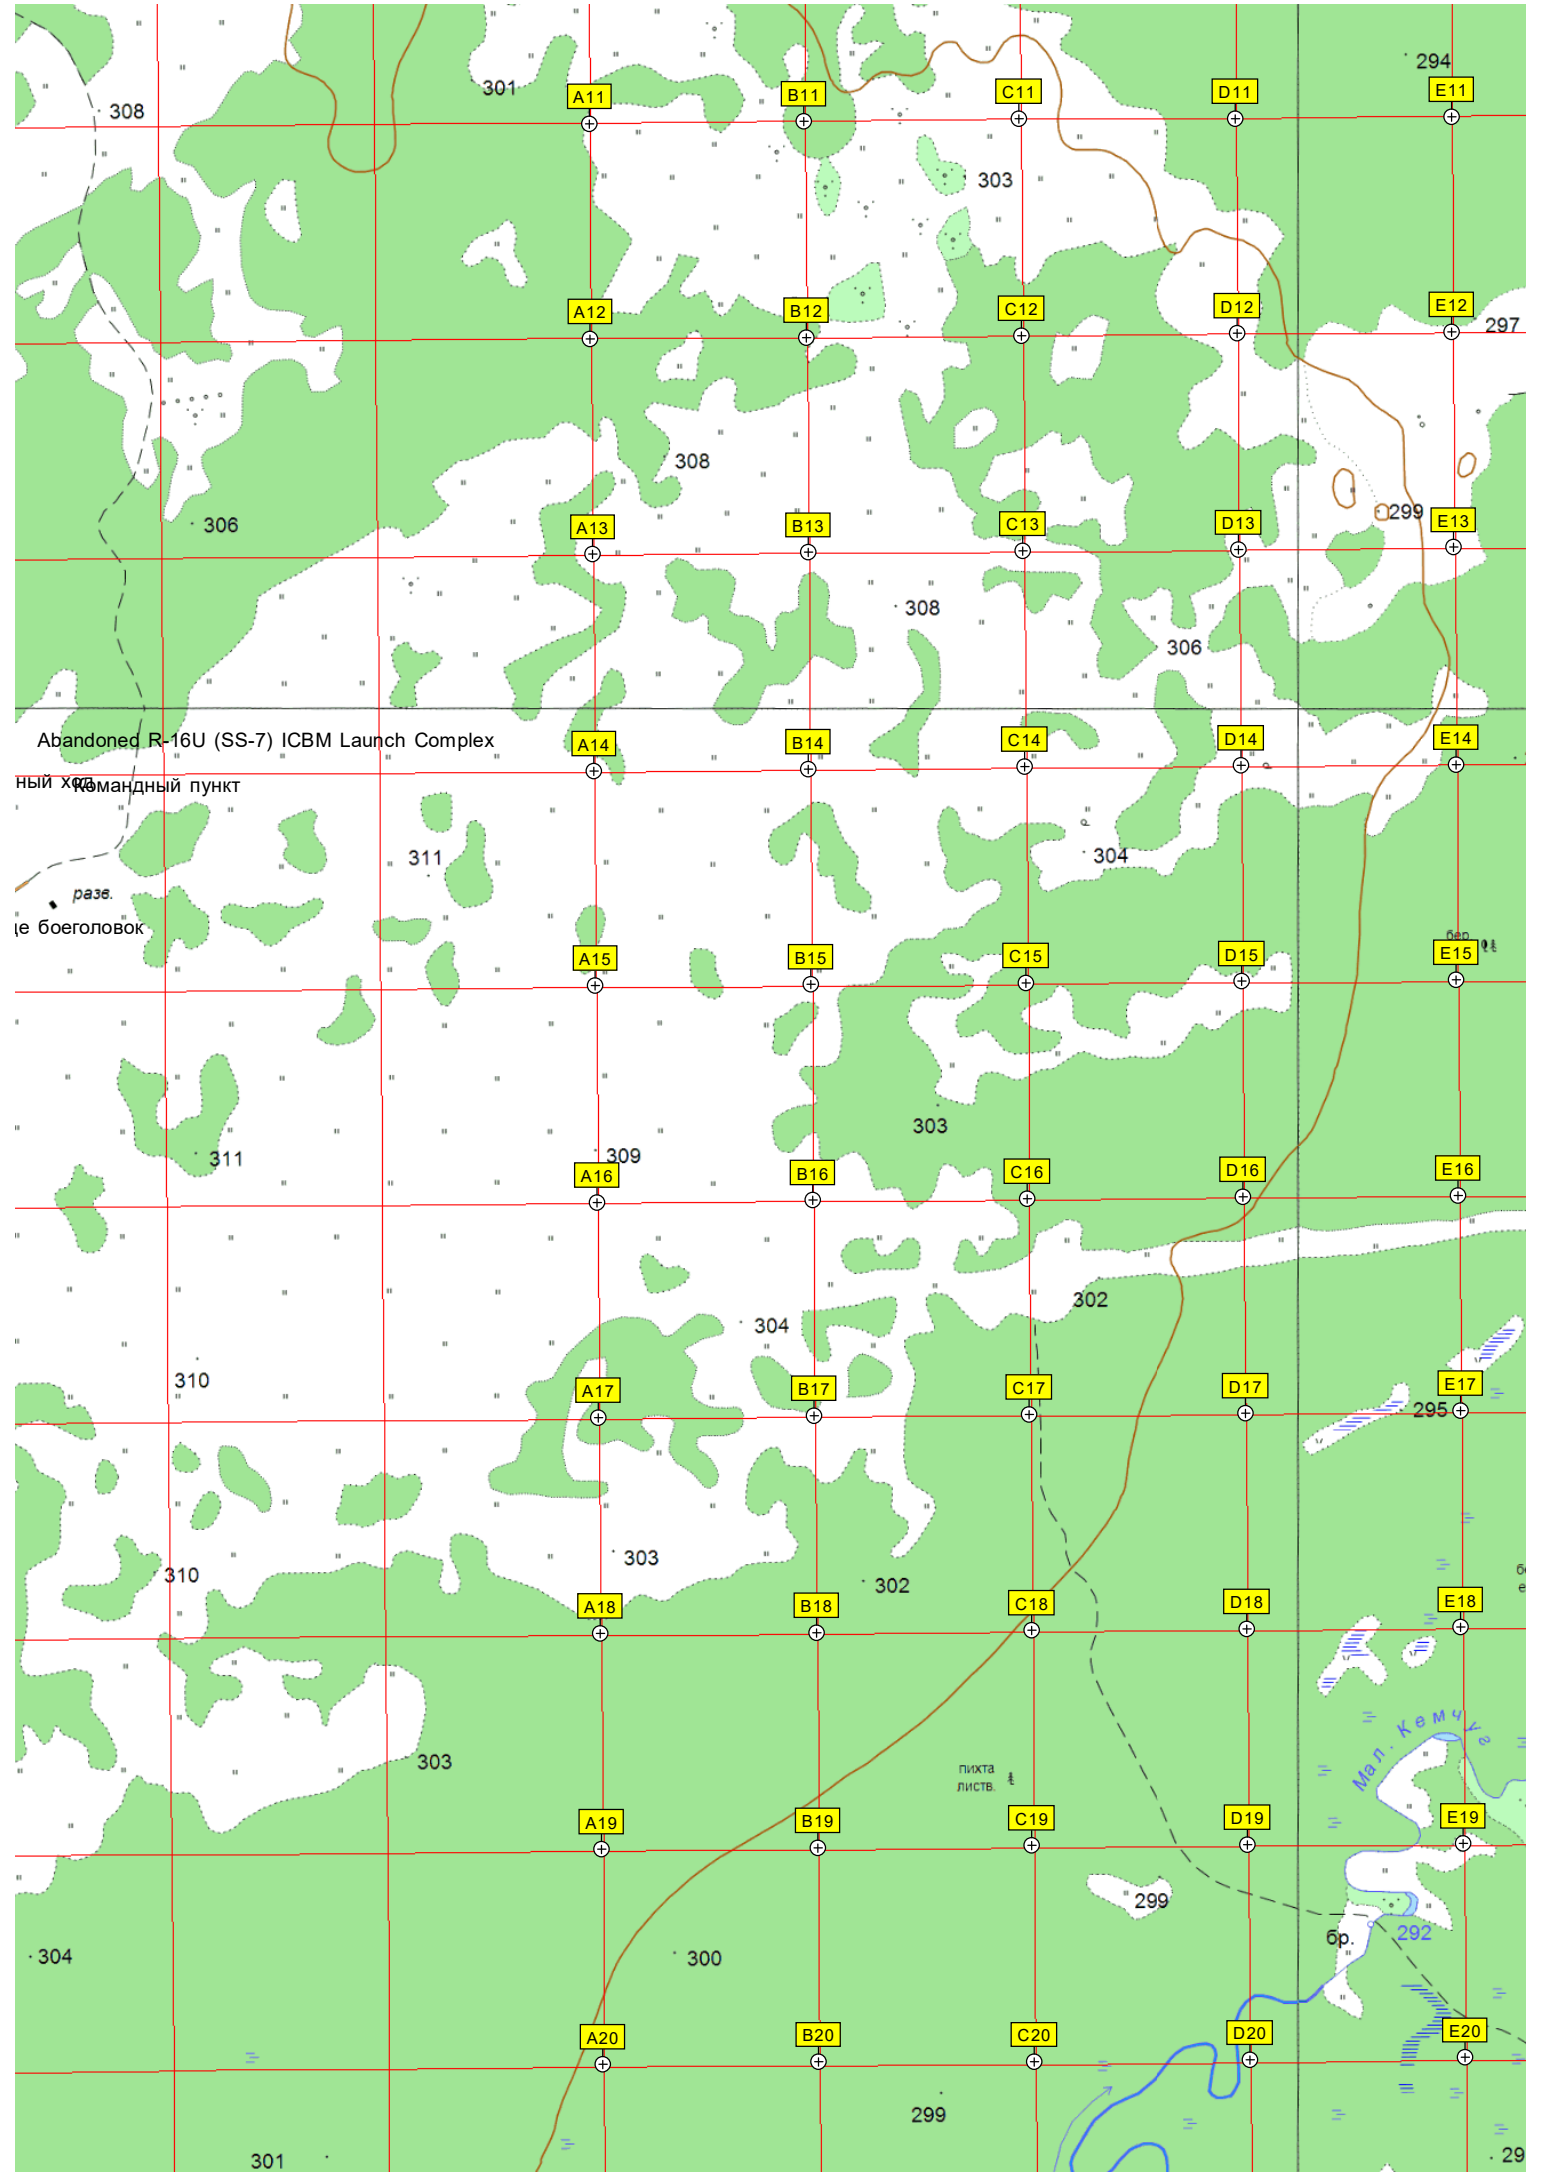 294
301
308
A11 B11 C11 D11 E11
303
A12 B12 C12 D12 E12
297
308
306
299
A13 B13 C13 D13 E13
308
306
Abandoned R-16U (SS-7) ICBM Launch Complex
A14 B14 C14 D14 E14
ный ход
Командный пункт
311
304
разв.
де боеголовок
бер.
A15 B15 C15 D15 E15
303
311
309
A16 B16 C16 D16 E16
302
304
310
A17 B17 C17 D17 E17
295
303
310
302
A18 B18 C18 D18 E18
Мал. Кемчуг
303
пихта
листв.
A19 B19 C19 D19 E19
299
бр.
292
304
300
A20 B20 C20 D20 E20
299
301
29